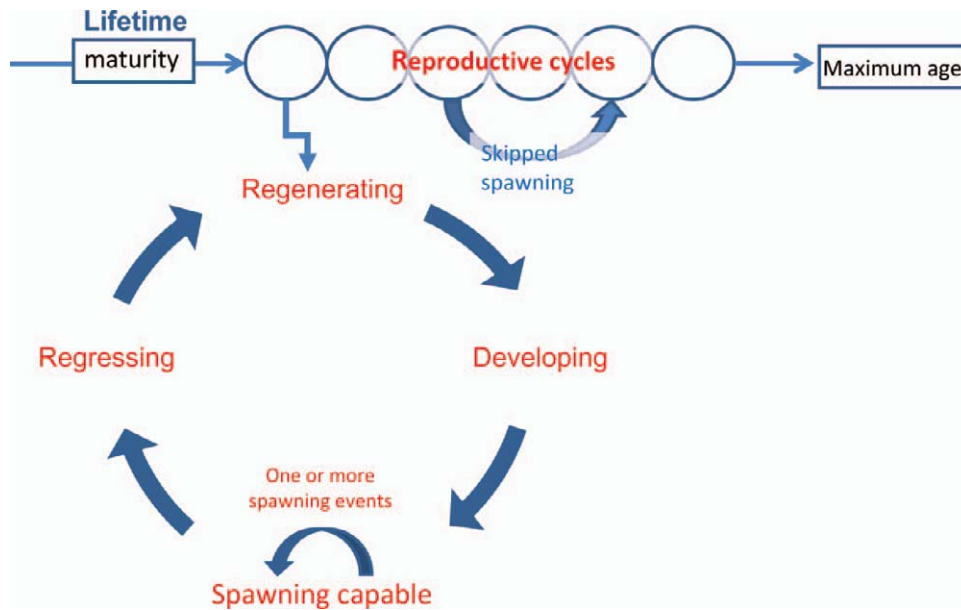 Lifetime
maturity
Reproductive cycles
Maximum age
Skipped
spawning
Regenerating
Regressing
Developing
One or more
spawning events
Spawning capable